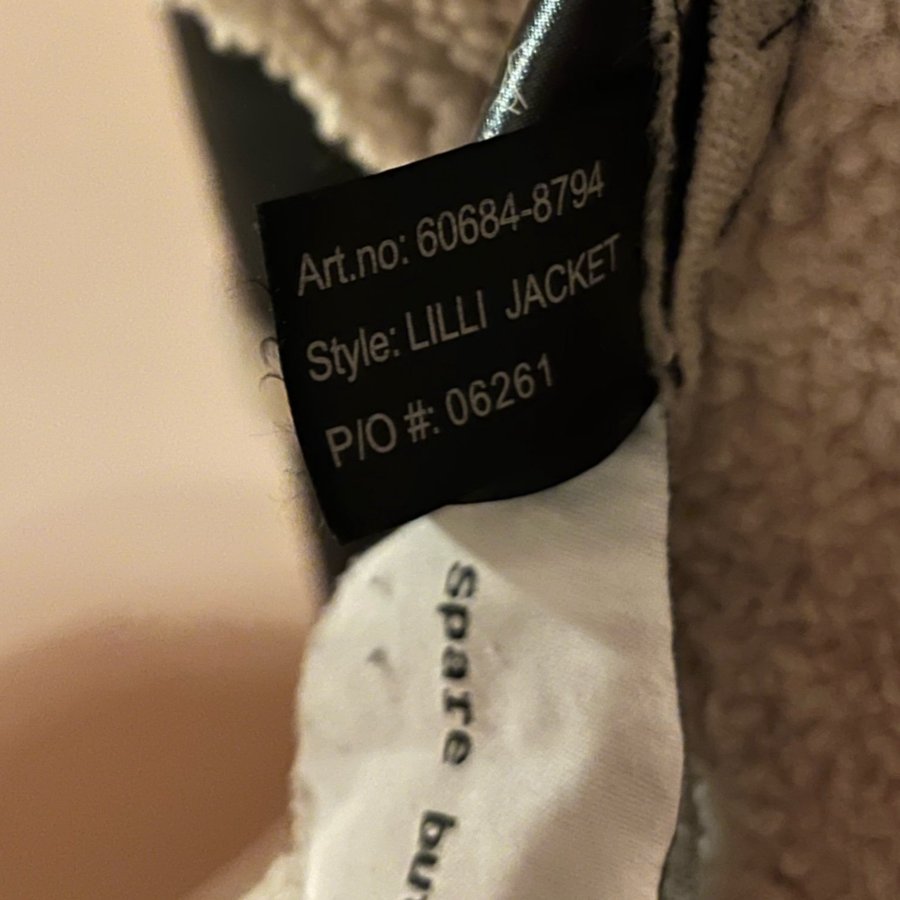 Art.no: 60684-8794
Style: LILLI JACKET
P/O #: 06261
Spare